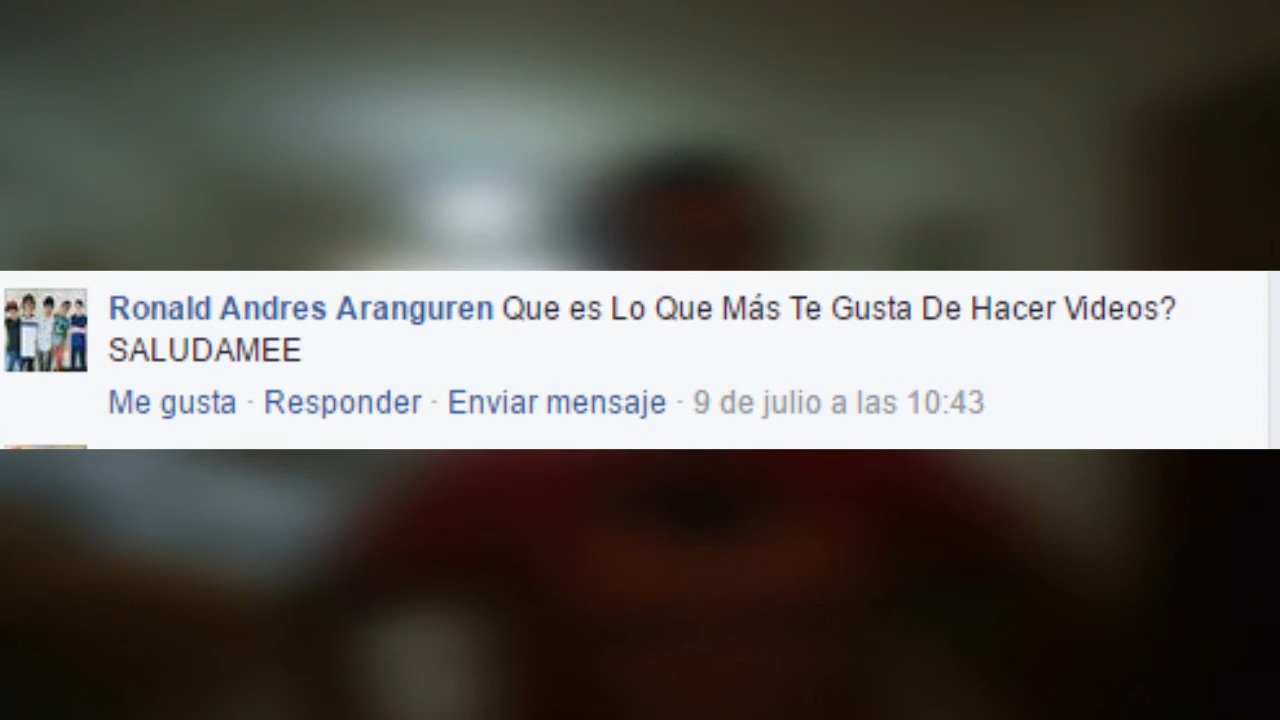 Ronald Andres Aranguren Que es Lo Que Más Te Gusta De Hacer Videos?
SALUDAMEE
Me gusta · Responder · Enviar mensaje · 9 de julio a las 10:43